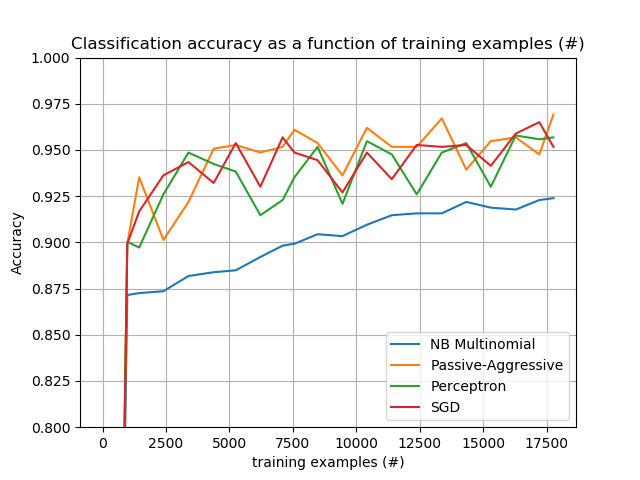 Classification accuracy as a function of training examples (#)
1.000
0.975
0.950
0.925
0.900
0.875
0.850
0.825
0.800
Accuracy
NB Multinomial
Passive-Aggressive
Perceptron
SGD
0 2500 5000 7500 10000 12500 15000 17500
training examples (#)